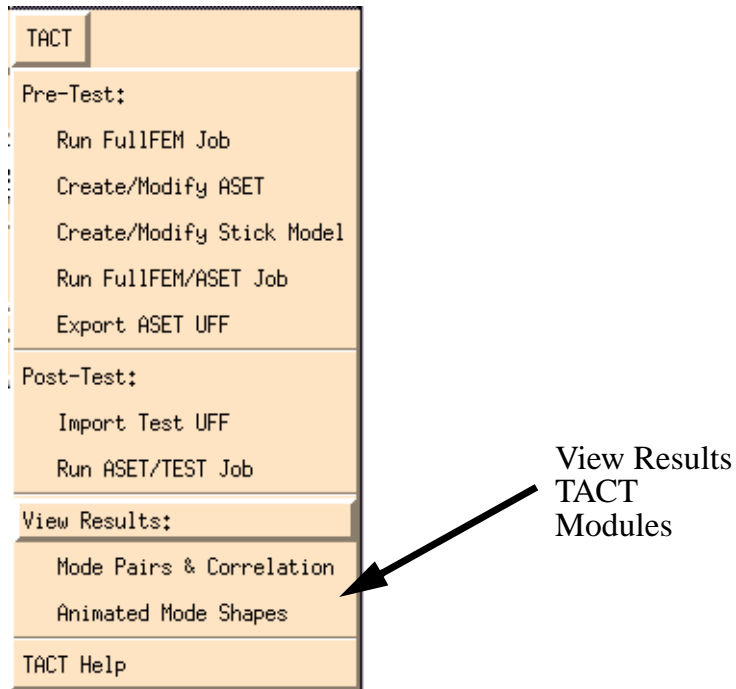 TACT
Pre-Test:
Run FullFEM Job
Create/Modify ASET
Create/Modify Stick Model
Run FullFEM/ASET Job
Export ASET UFF
Post-Test:
Import Test UFF
Run ASET/TEST Job
View Results:
Mode Pairs & Correlation
Animated Mode Shapes
TACT Help
View Results
TACT
Modules